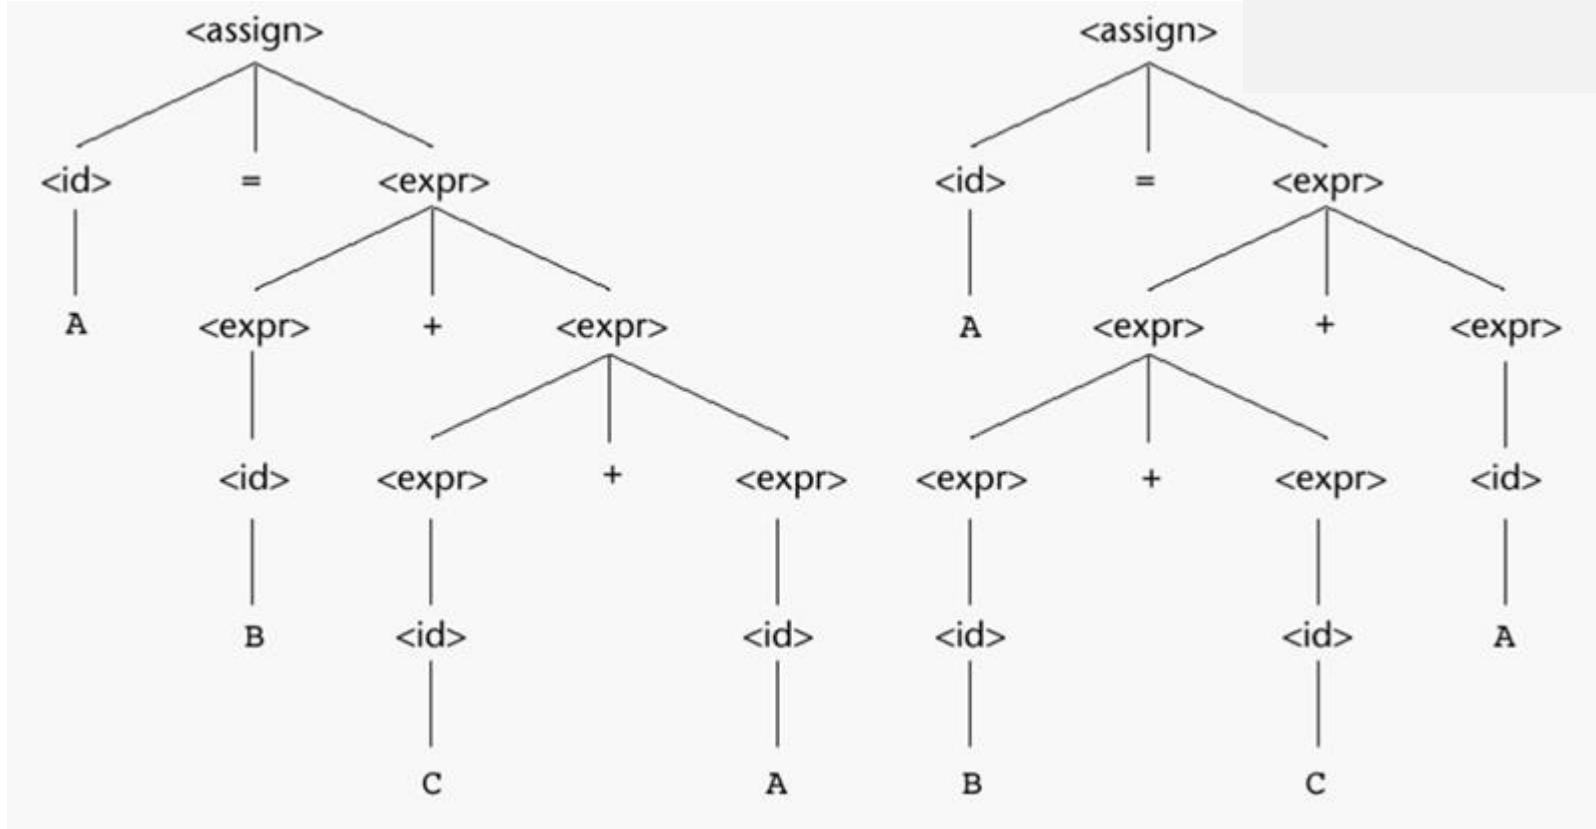 <assign> <assign>
<id> = <expr> <id> = <expr>
A <expr> + <expr> A <expr> + <expr>
<id> <expr> + <expr> <expr> + <expr> <id>
B <id> <id> <id> <id> A
C A B C